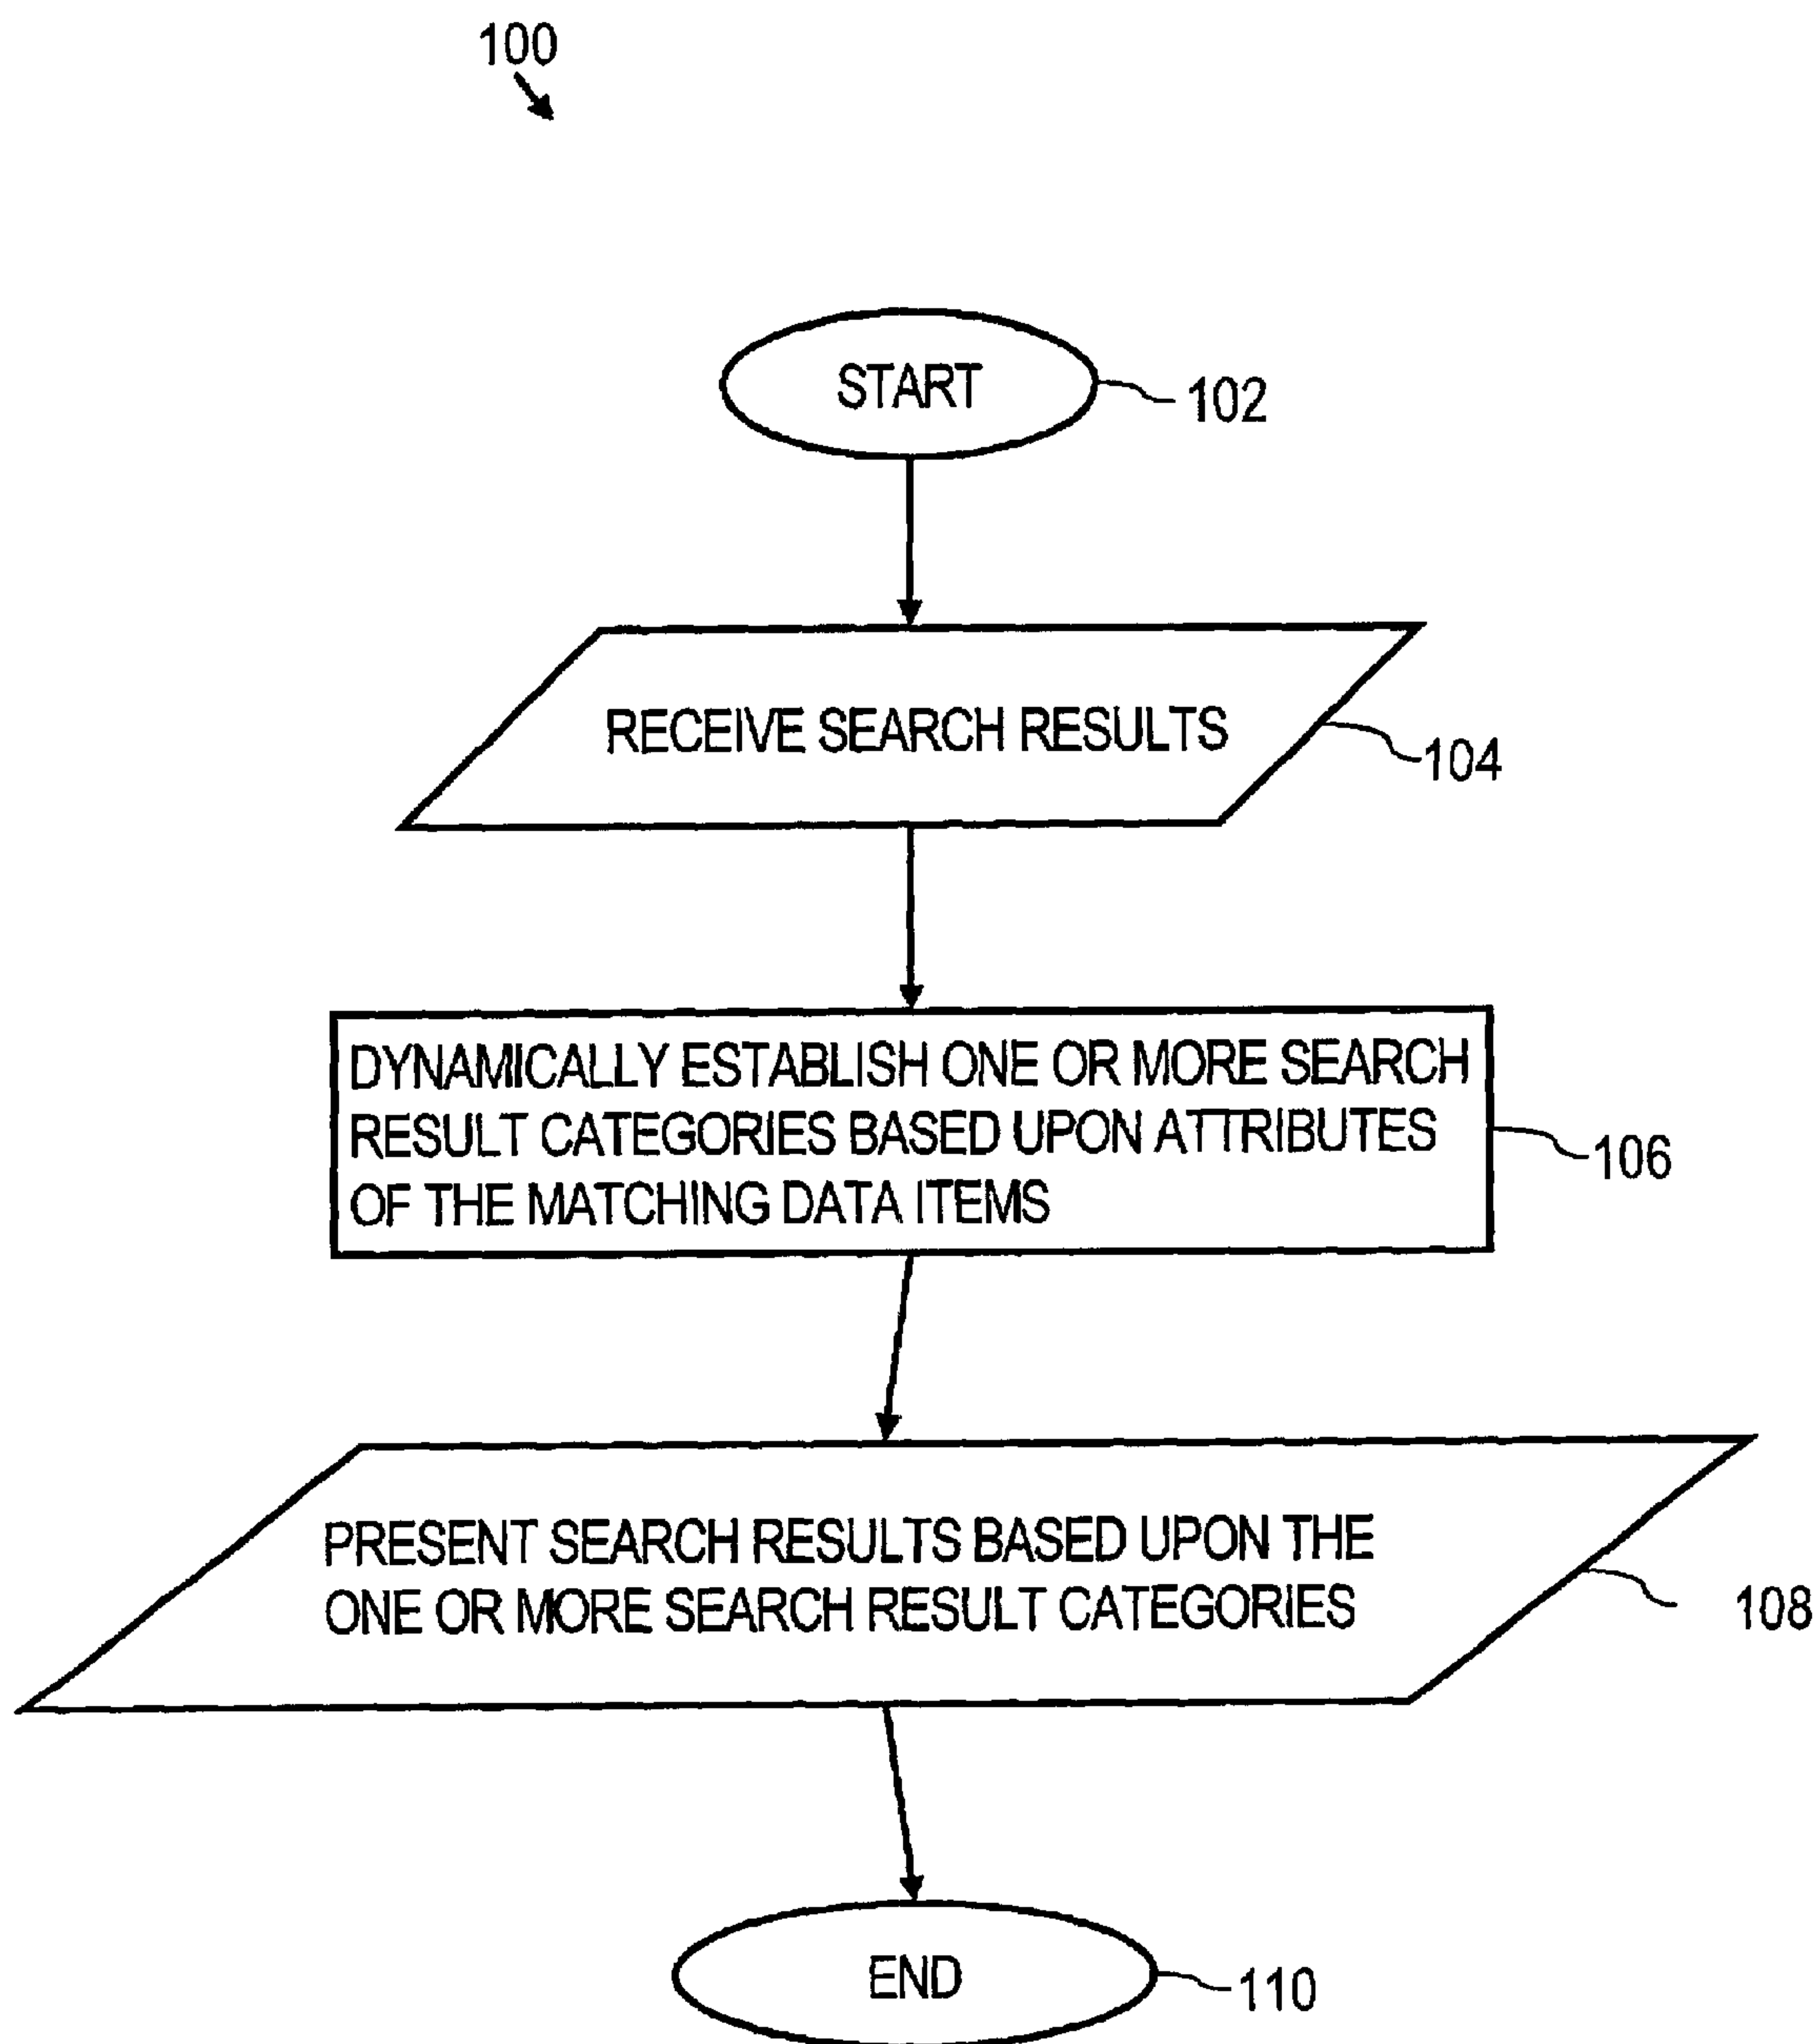 100
START
102
RECEIVE SEARCH RESULTS
104
DYNAMICALLY ESTABLISH ONE OR MORE SEARCH
RESULT CATEGORIES BASED UPON ATTRIBUTES
OF THE MATCHING DATA ITEMS
106
PRESENT SEARCH RESULTS BASED UPON THE
ONE OR MORE SEARCH RESULT CATEGORIES
108
END
110